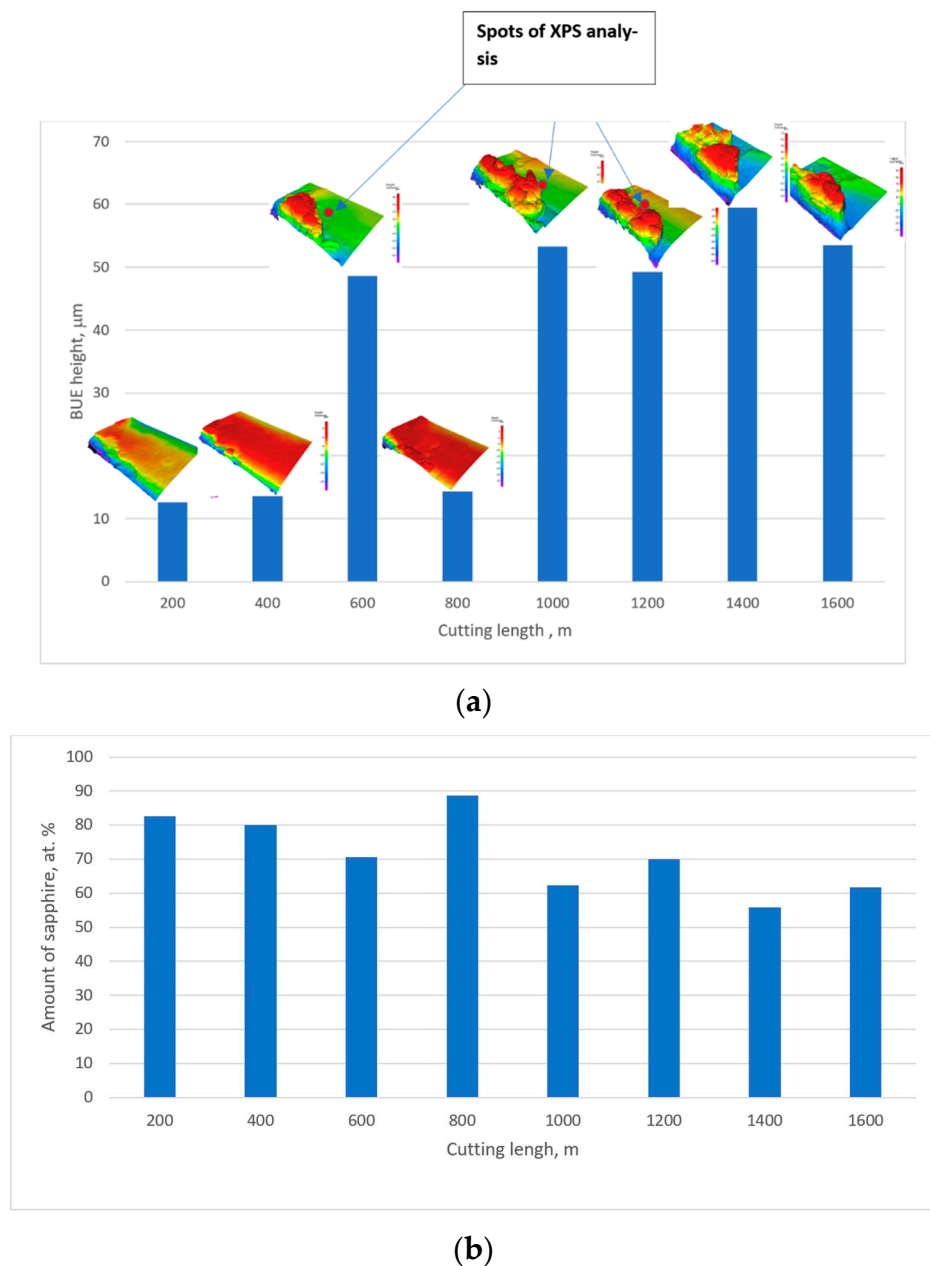 Spots of XPS analy-
sis
70
60
50
40
30
20
10
0
BUE height, μm
200 400 600 800 1000 1200 1400 1600
Cutting length , m
(a)
100
90
80
70
60
50
40
30
20
10
0
Amount of sapphire, at. %
200 400 600 800 1000 1200 1400 1600
Cutting lengh, m
(b)